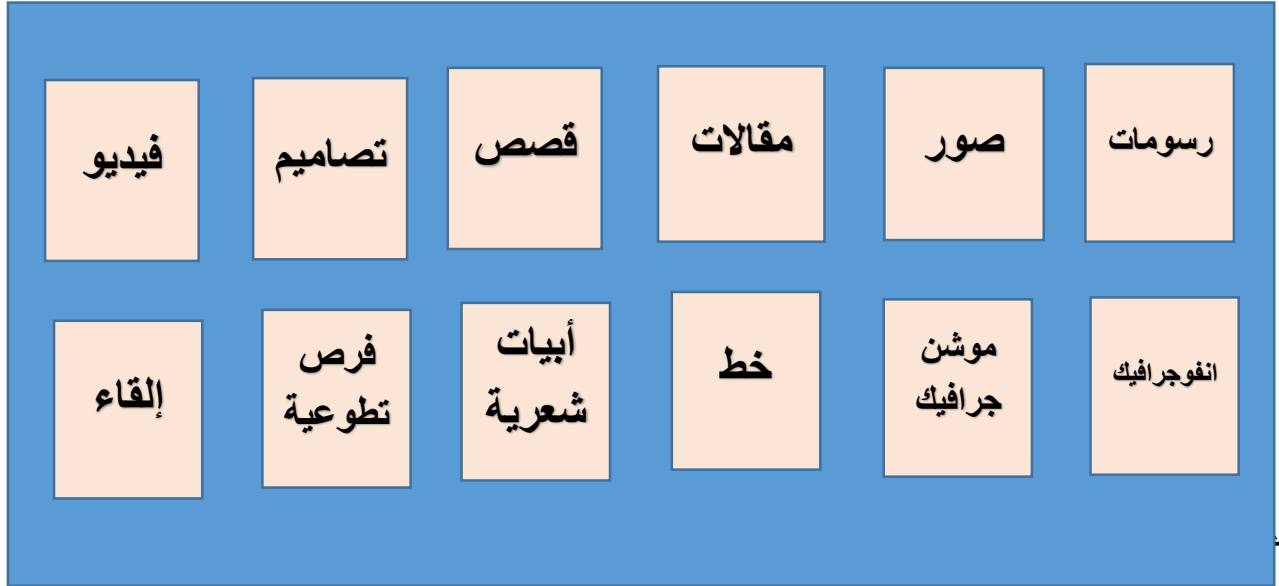 رسومات
صور
مقالات
قصص
تصاميم
فيديو
انفوجرافيك
موشن
جرافيك
خط
أبيات
شعرية
فرص
تطوعية
إلقاء